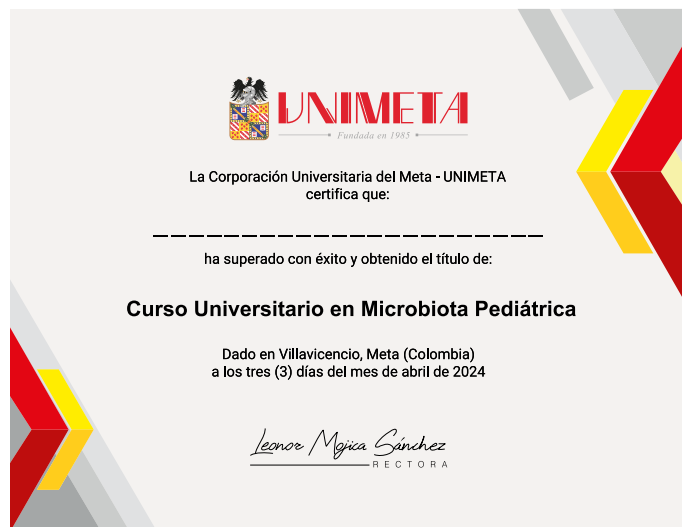 UNIMETA
Fundada en 1985
La Corporación Universitaria del Meta - UNIMETA
certifica que:
ha superado con éxito y obtenido el título de:
Curso Universitario en Microbiota Pediátrica
Dado en Villavicencio, Meta (Colombia)
a los tres (3) días del mes de abril de 2024
Leonor Mojica Sánchez
RECTORA